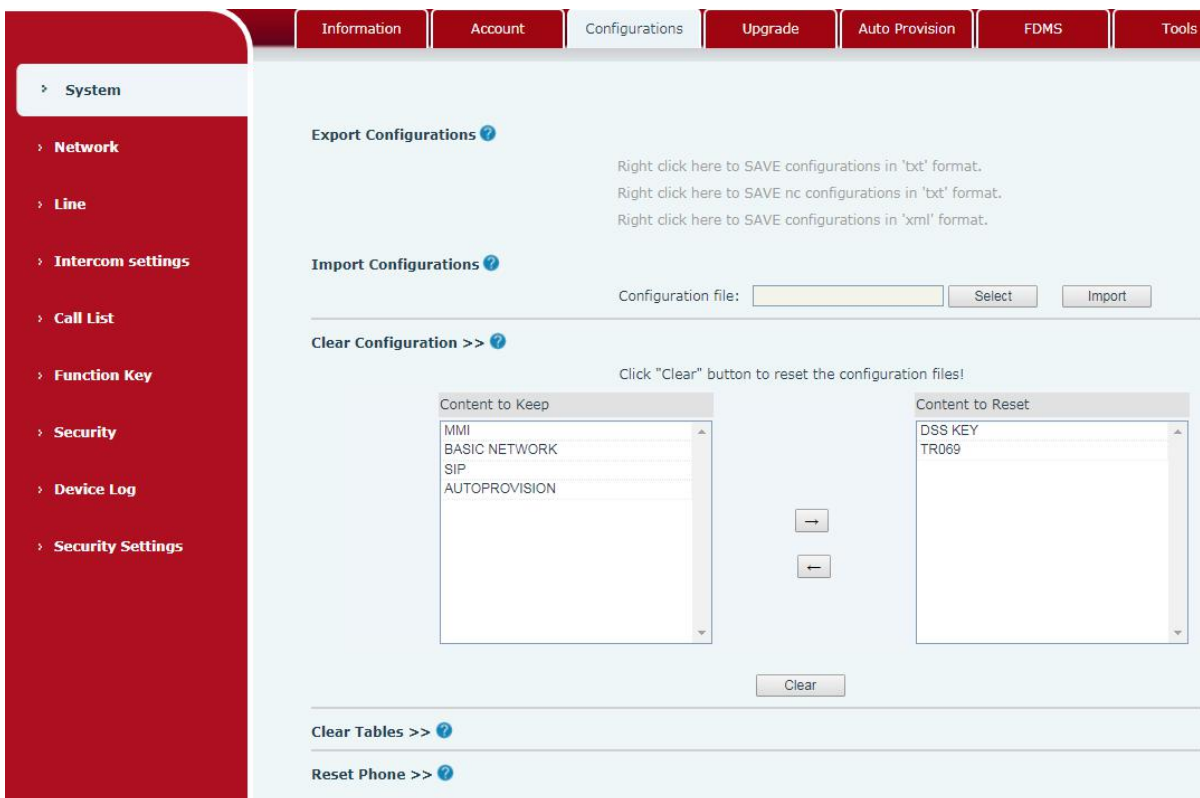 Information Account Configurations Upgrade Auto Provision FDMS Tools
System
Network
Line
Intercom settings
Call List
Function Key
Security
Device Log
Security Settings
Export Configurations
Right click here to SAVE configurations in 'txt' format.
Right click here to SAVE nc configurations in 'txt' format.
Right click here to SAVE configurations in 'xml' format.
Import Configurations
Configuration file: Select Import
Clear Configuration >>
Click "Clear" button to reset the configuration files!
Content to Keep
MMI
BASIC NETWORK
SIP
AUTOPROVISION
→
←
Content to Reset
DSS KEY
TR069
Clear
Clear Tables >>
Reset Phone >>